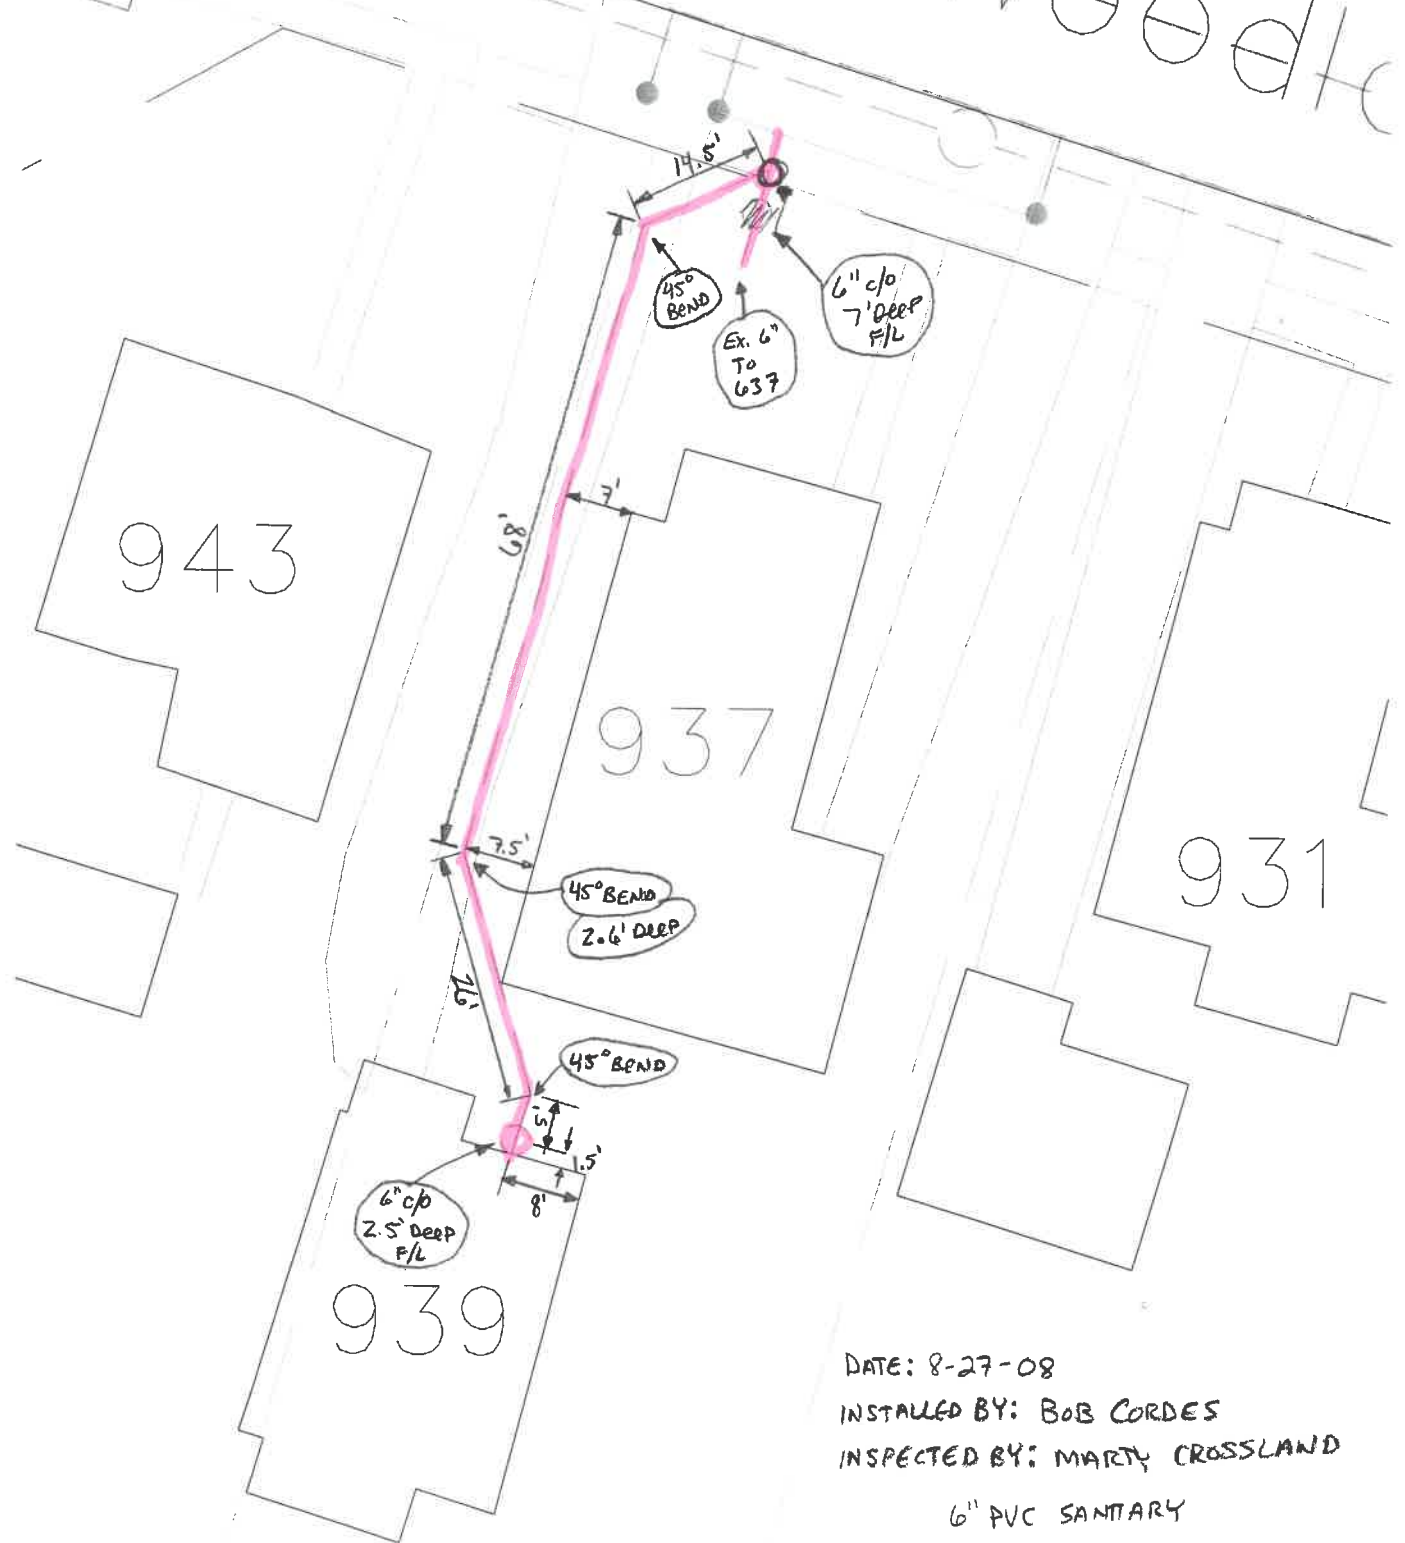 14.5'
45°
BEND
6" c/o
7' DEEP
F/L
EX. 6"
TO
637
7'
68'
943
937
931
7.5'
45° BEND
2.6' DEEP
26'
45° BEND
5'
1.5'
8'
6" c/o
2.5' DEEP
F/L
939
DATE: 8-27-08
INSTALLED BY: BOB CORDES
INSPECTED BY: MARTY CROSSLAND
6" PVC SANITARY